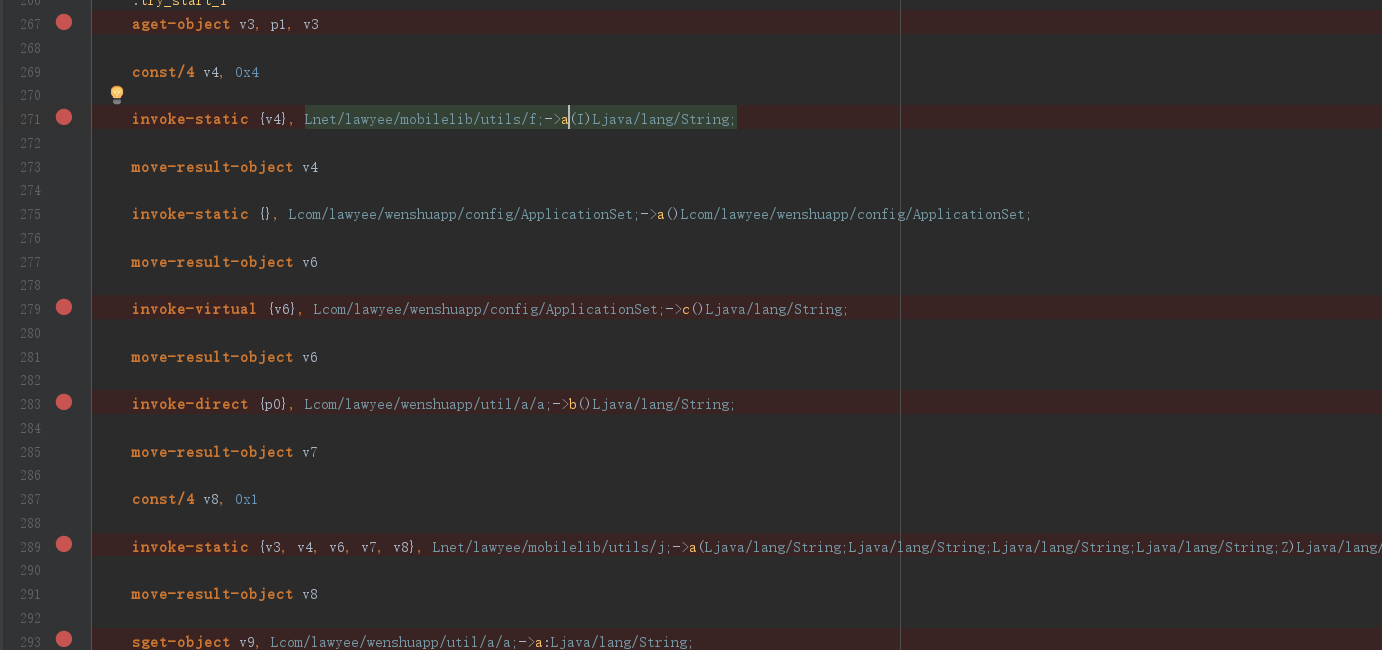 266 .try_start_1
267 aget-object v3, p1, v3
268
269 const/4 v4, 0x4
270
271 invoke-static {v4}, Lnet/lawyee/mobilelib/utils/f;->a(I)Ljava/lang/String;
272
273 move-result-object v4
274
275 invoke-static {}, Lcom/lawyee/wenshuapp/config/ApplicationSet;->a()Lcom/lawyee/wenshuapp/config/ApplicationSet;
276
277 move-result-object v6
278
279 invoke-virtual {v6}, Lcom/lawyee/wenshuapp/config/ApplicationSet;->c()Ljava/lang/String;
280
281 move-result-object v6
282
283 invoke-direct {p0}, Lcom/lawyee/wenshuapp/util/a/a;->b()Ljava/lang/String;
284
285 move-result-object v7
286
287 const/4 v8, 0x1
288
289 invoke-static {v3, v4, v6, v7, v8}, Lnet/lawyee/mobilelib/utils/j;->a(Ljava/lang/String;Ljava/lang/String;Ljava/lang/String;Ljava/lang/String;Z)Ljava/lang/
290
291 move-result-object v8
292
293 sget-object v9, Lcom/lawyee/wenshuapp/util/a/a;->a:Ljava/lang/String;